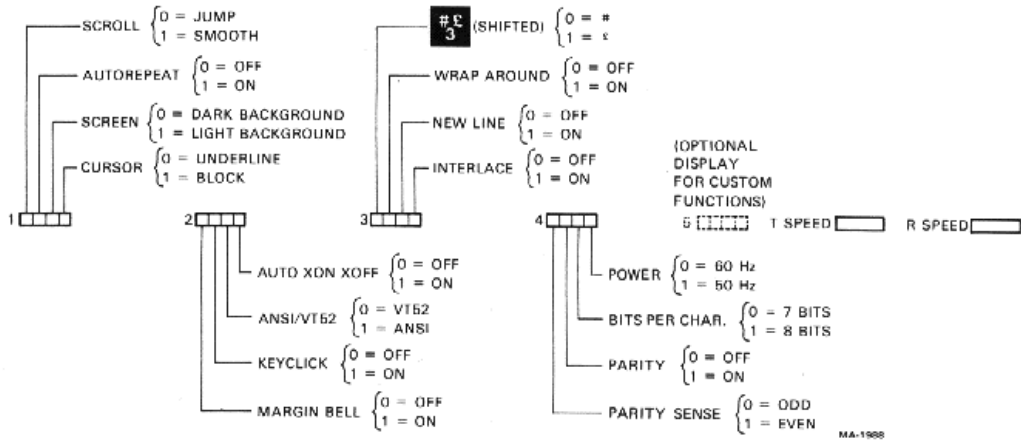 SCROLL 0 = JUMP
1 = SMOOTH
AUTOREPEAT 0 = OFF
1 = ON
SCREEN 0 = DARK BACKGROUND
1 = LIGHT BACKGROUND
CURSOR 0 = UNDERLINE
1 = BLOCK
1
# £
3 (SHIFTED) 0 = #
1 = £
WRAP AROUND 0 = OFF
1 = ON
NEW LINE 0 = OFF
1 = ON
INTERLACE 0 = OFF
1 = ON
2
3
4
(OPTIONAL
DISPLAY
FOR CUSTOM
FUNCTIONS)
5 T SPEED R SPEED
AUTO XON XOFF 0 = OFF
1 = ON
ANSI/VT52 0 = VT52
1 = ANSI
KEYCLICK 0 = OFF
1 = ON
MARGIN BELL 0 = OFF
1 = ON
POWER 0 = 60 Hz
1 = 50 Hz
BITS PER CHAR. 0 = 7 BITS
1 = 8 BITS
PARITY 0 = OFF
1 = ON
PARITY SENSE 0 = ODD
1 = EVEN
MA-1988